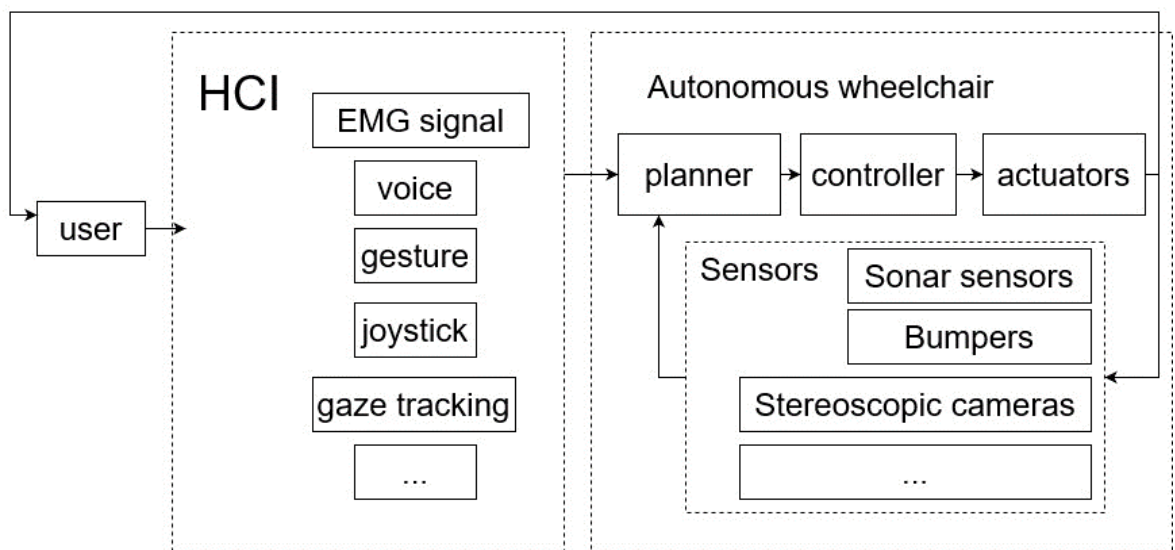 HCI
EMG signal
voice
gesture
joystick
gaze tracking
...
user
Autonomous wheelchair
planner
controller
actuators
Sensors
Sonar sensors
Bumpers
Stereoscopic cameras
...